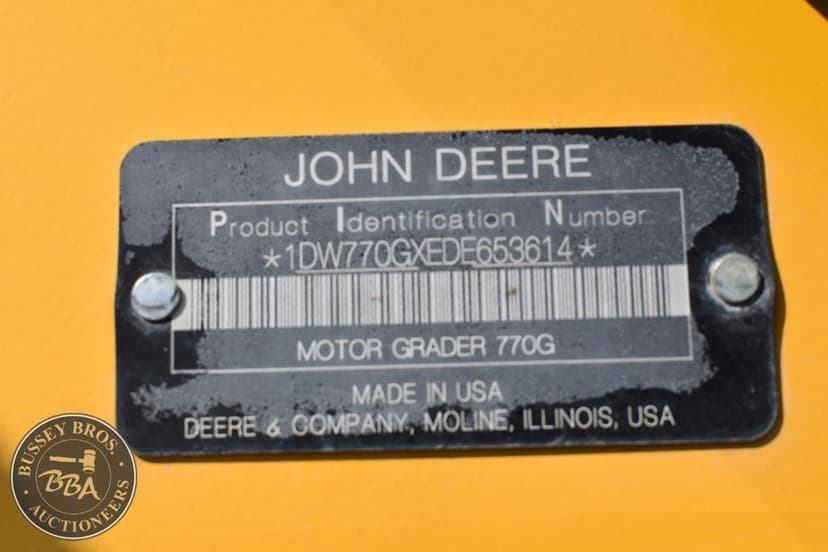 JOHN DEERE
Product Identification Number
*1DW770GXEDE653614*
MOTOR GRADER 770G
MADE IN USA
DEERE & COMPANY, MOLINE, ILLINOIS, USA
BUSSEY BROS.
BBA
AUCTIONEERS